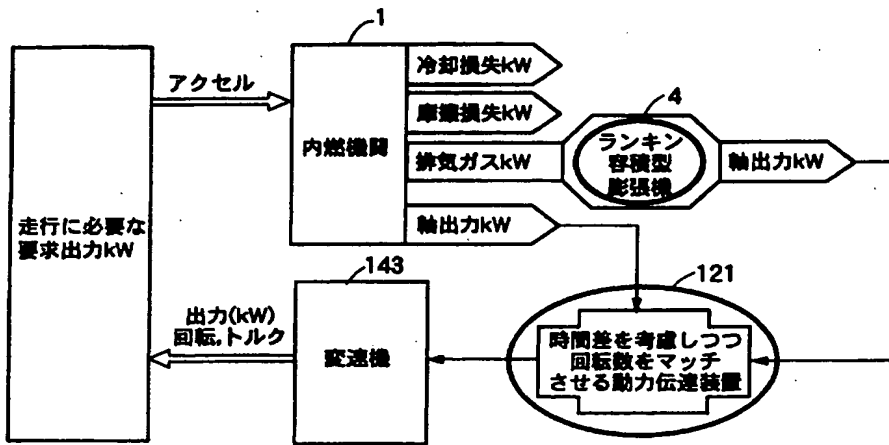 1
アクセル
内燃機関
冷却損失kW
摩擦損失kW
排気ガスkW
軸出力kW
4
ランキン
容積型
膨張機
軸出力kW
走行に必要な
要求出力kW
143
出力(kW)
回転,トルク
変速機
121
時間差を考慮しつつ
回転数をマッチ
させる動力伝達装置